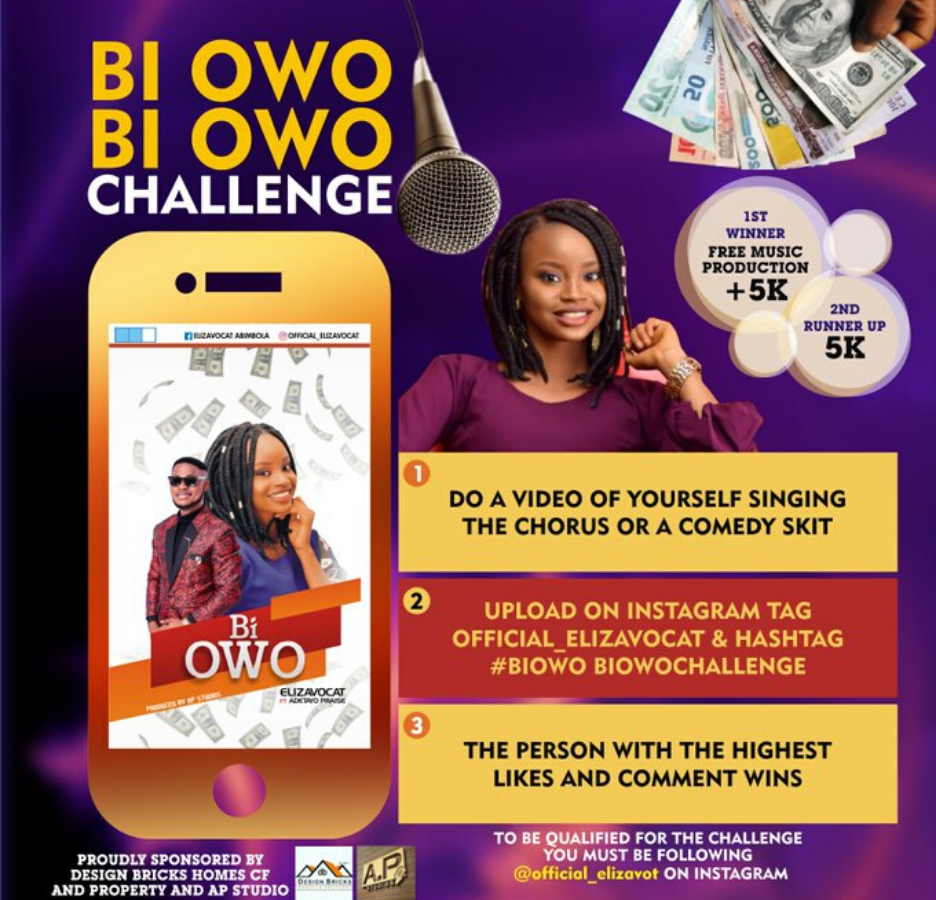 BI OWO
BI OWO
CHALLENGE
1ST
WINNER
FREE MUSIC
PRODUCTION
+5K
2ND
RUNNER UP
5K
ELIZAVOCAT ABIMBOLA
OFFICIAL_ELIZAVOCAT
Bi
OWO
PRODUCED BY AP STUDIOS
ELIZAVOCAT
FT ADETAYO PRAISE
1
DO A VIDEO OF YOURSELF SINGING
THE CHORUS OR A COMEDY SKIT
2
UPLOAD ON INSTAGRAM TAG
OFFICIAL_ELIZAVOCAT & HASHTAG
#BIOWO BIOWOCHALLENGE
3
THE PERSON WITH THE HIGHEST
LIKES AND COMMENT WINS
TO BE QUALIFIED FOR THE CHALLENGE
YOU MUST BE FOLLOWING
@official_elizavot ON INSTAGRAM
PROUDLY SPONSORED BY
DESIGN BRICKS HOMES CF
AND PROPERTY AND AP STUDIO
DESIGN BRICKS
A.P